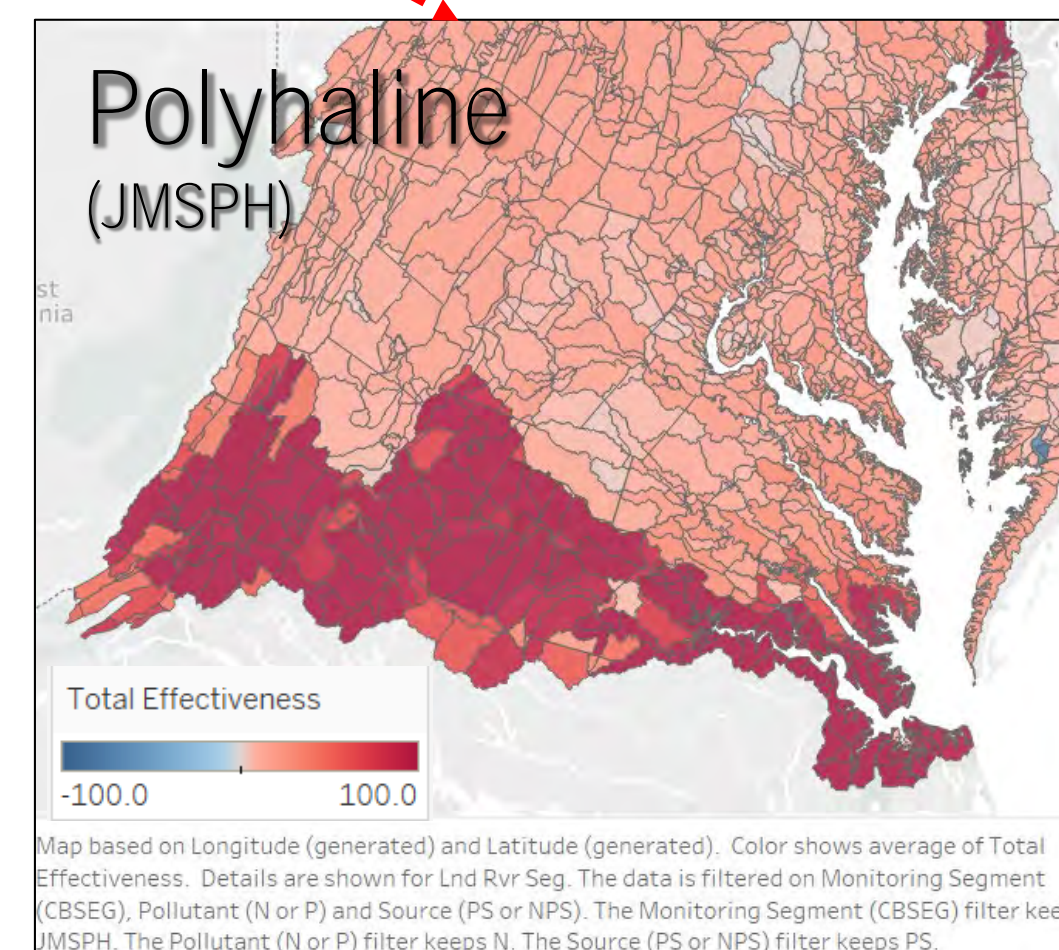 Polyhaline
(JMSPH)
st
nia
Total Effectiveness
-100.0
100.0
Map based on Longitude (generated) and Latitude (generated).  Color shows average of Total
Effectiveness.  Details are shown for Lnd Rvr Seg. The data is filtered on Monitoring Segment
(CBSEG), Pollutant (N or P) and Source (PS or NPS). The Monitoring Segment (CBSEG) filter kee
JMSPH. The Pollutant (N or P) filter keeps N. The Source (PS or NPS) filter keeps PS.